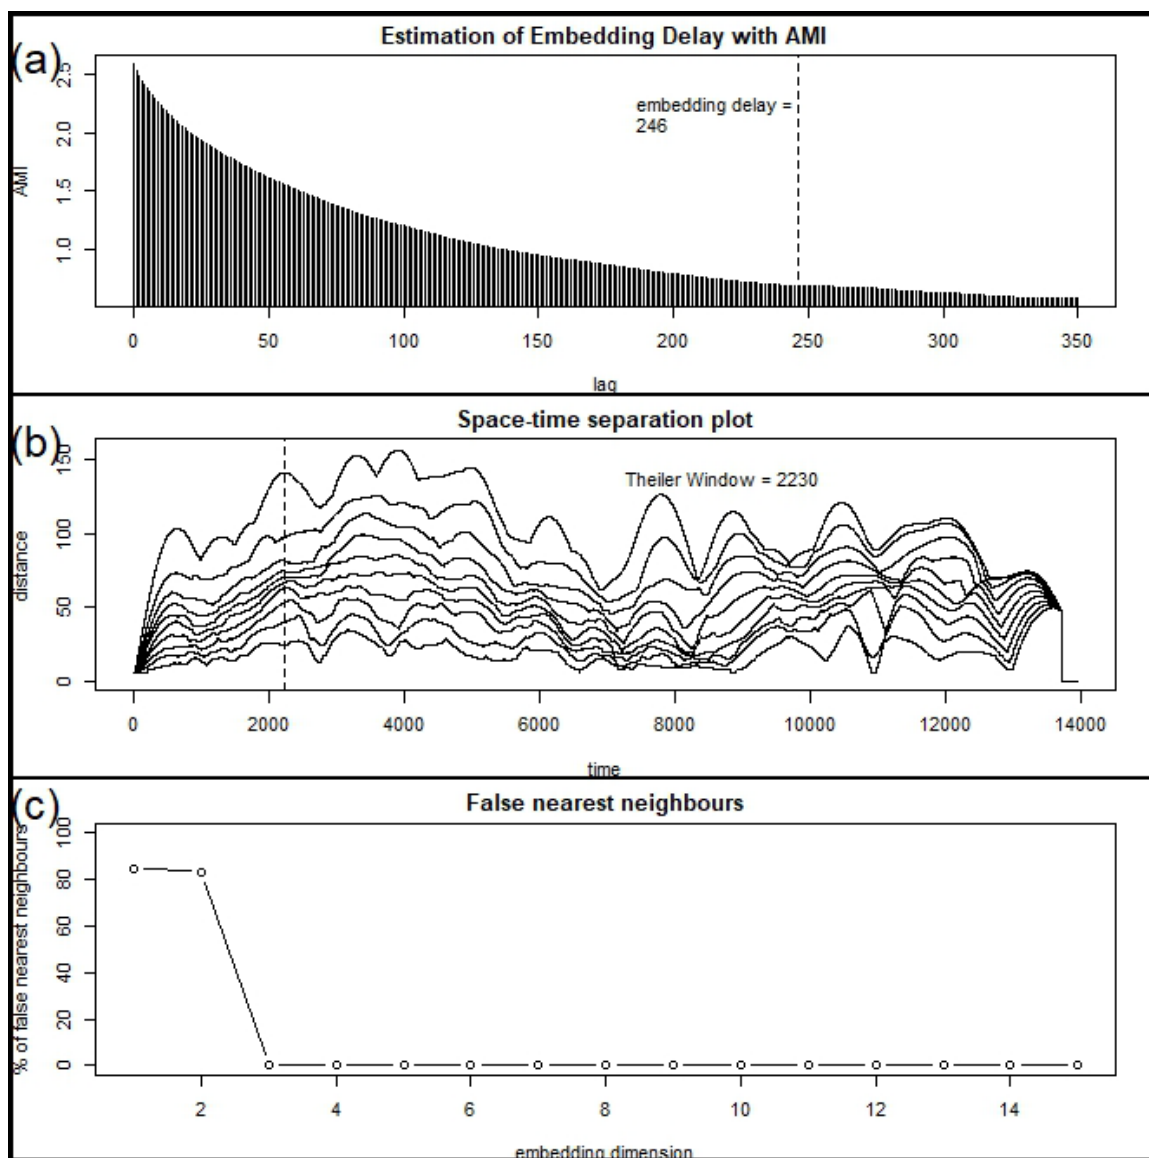 (a)
Estimation of Embedding Delay with AMI
AMI
2.5
2.0
1.5
1.0
embedding delay =
246
0 50 100 150 200 250 300 350
lag
(b)
Space-time separation plot
distance
150
100
50
0
Theiler Window = 2230
0 2000 4000 6000 8000 10000 12000 14000
time
(c)
False nearest neighbours
% of false nearest neighbours
100
80
60
40
20
0
2 4 6 8 10 12 14
embedding dimension